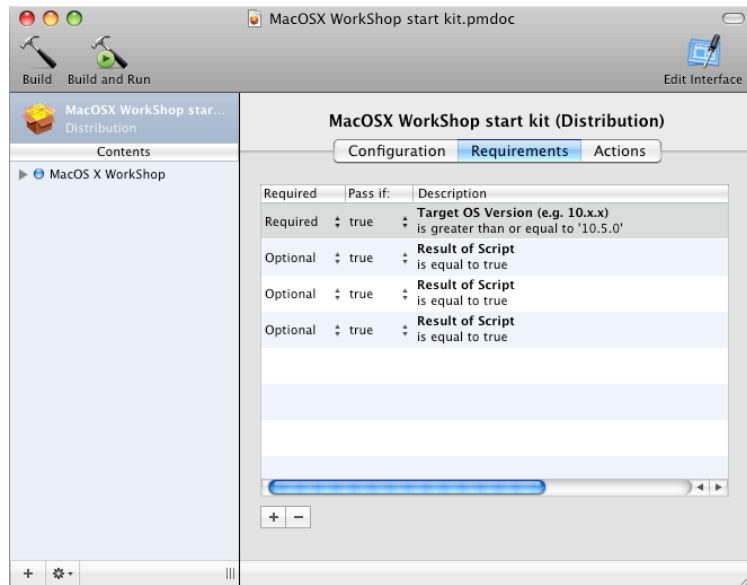 MacOSX WorkShop start kit.pmdoc
Build Build and Run Edit Interface
MacOSX WorkShop star...
Distribution
Contents
MacOS X WorkShop
MacOSX WorkShop start kit (Distribution)
Configuration Requirements Actions
Required Pass if: Description
Required true Target OS Version (e.g. 10.x.x)
is greater than or equal to '10.5.0'
Optional true Result of Script
is equal to true
Optional true Result of Script
is equal to true
Optional true Result of Script
is equal to true